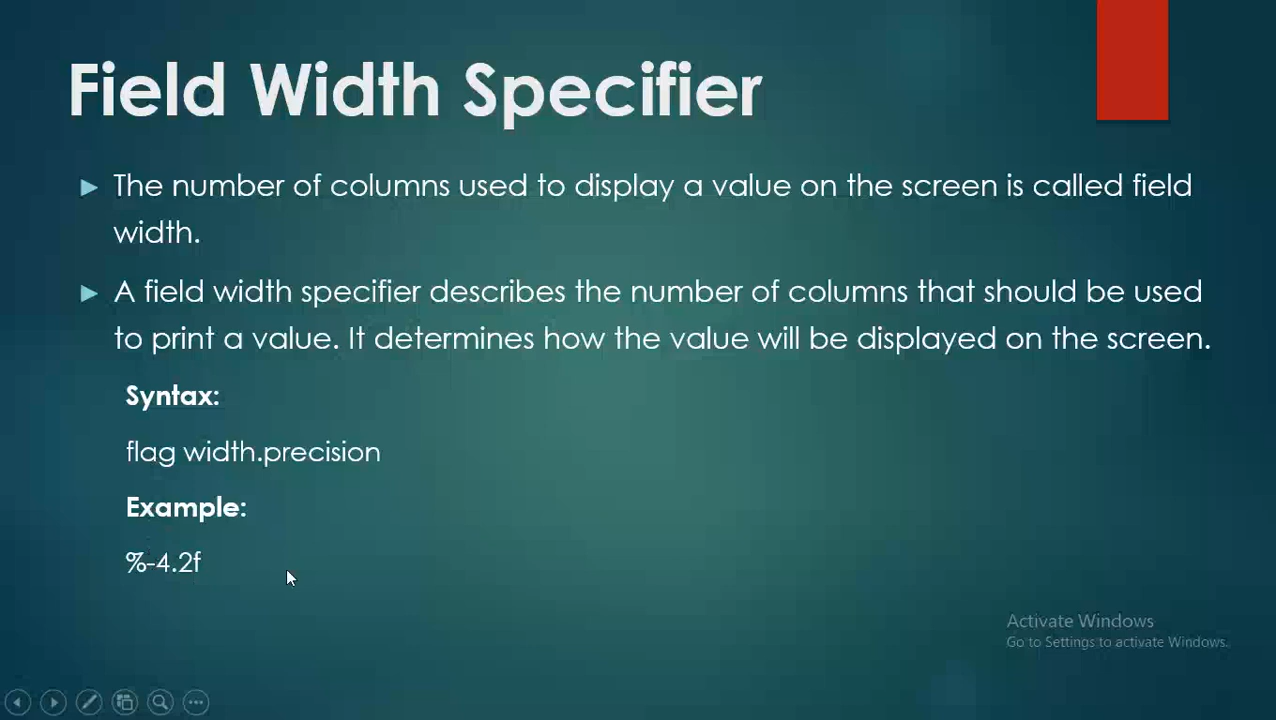 Field Width Specifier
The number of columns used to display a value on the screen is called field
width.
A field width specifier describes the number of columns that should be used
to print a value. It determines how the value will be displayed on the screen.
Syntax:
flag width.precision
Example:
%-4.2f
Activate Windows
Go to Settings to activate Windows.